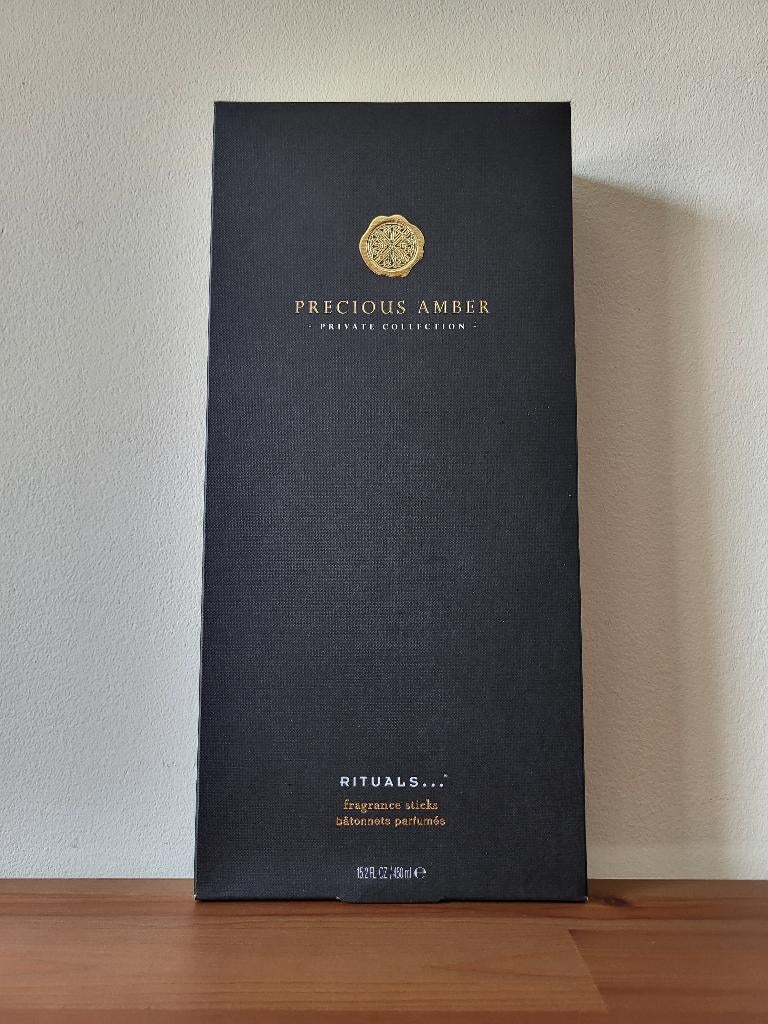 PRECIOUS AMBER
- PRIVATE COLLECTION -
RITUALS...®
fragrance sticks
bâtonnets parfumés
15.2 FL OZ / 450 ml ℮